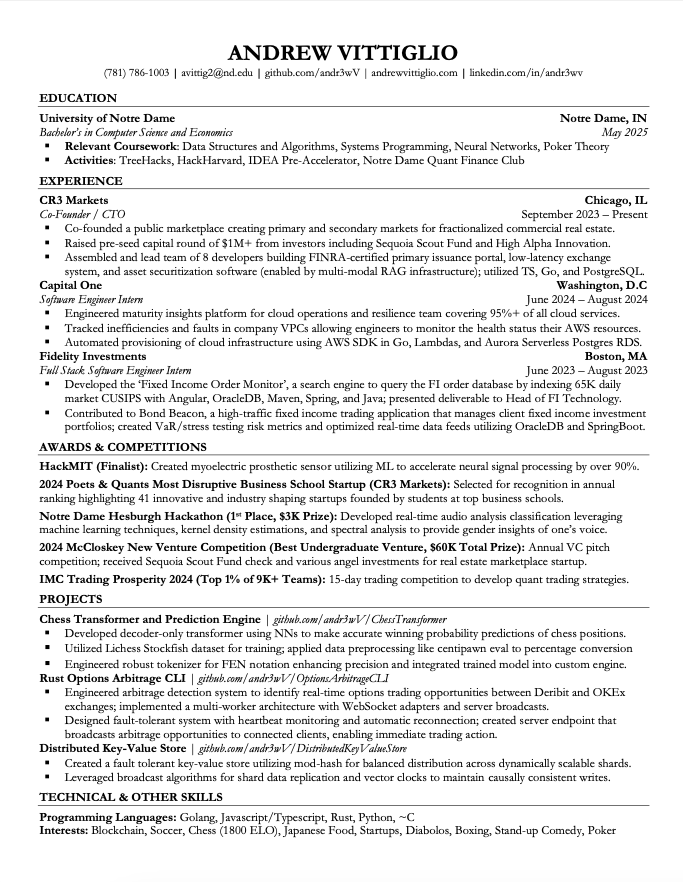 ANDREW VITTIGLIO
(781) 786-1003 | avittig2@nd.edu | github.com/andr3wV | andrewvittiglio.com | linkedin.com/in/andr3wv
EDUCATION
University of Notre Dame Notre Dame, IN
Bachelor's in Computer Science and Economics May 2025
▪ Relevant Coursework: Data Structures and Algorithms, Systems Programming, Neural Networks, Poker Theory
▪ Activities: TreeHacks, HackHarvard, IDEA Pre-Accelerator, Notre Dame Quant Finance Club
EXPERIENCE
CR3 Markets Chicago, IL
Co-Founder / CTO September 2023 – Present
▪ Co-founded a public marketplace creating primary and secondary markets for fractionalized commercial real estate.
▪ Raised pre-seed capital round of $1M+ from investors including Sequoia Scout Fund and High Alpha Innovation.
▪ Assembled and lead team of 8 developers building FINRA-certified primary issuance portal, low-latency exchange
system, and asset securitization software (enabled by multi-modal RAG infrastructure); utilized TS, Go, and PostgreSQL.
Capital One Washington, D.C
Software Engineer Intern June 2024 – August 2024
▪ Engineered maturity insights platform for cloud operations and resilience team covering 95%+ of all cloud services.
▪ Tracked inefficiencies and faults in company VPCs allowing engineers to monitor the health status their AWS resources.
▪ Automated provisioning of cloud infrastructure using AWS SDK in Go, Lambdas, and Aurora Serverless Postgres RDS.
Fidelity Investments Boston, MA
Full Stack Software Engineer Intern June 2023 – August 2023
▪ Developed the 'Fixed Income Order Monitor', a search engine to query the FI order database by indexing 65K daily
market CUSIPS with Angular, OracleDB, Maven, Spring, and Java; presented deliverable to Head of FI Technology.
▪ Contributed to Bond Beacon, a high-traffic fixed income trading application that manages client fixed income investment
portfolios; created VaR/stress testing risk metrics and optimized real-time data feeds utilizing OracleDB and SpringBoot.
AWARDS & COMPETITIONS
HackMIT (Finalist): Created myoelectric prosthetic sensor utilizing ML to accelerate neural signal processing by over 90%.
2024 Poets & Quants Most Disruptive Business School Startup (CR3 Markets): Selected for recognition in annual
ranking highlighting 41 innovative and industry shaping startups founded by students at top business schools.
Notre Dame Hesburgh Hackathon (1st Place, $3K Prize): Developed real-time audio analysis classification leveraging
machine learning techniques, kernel density estimations, and spectral analysis to provide gender insights of one's voice.
2024 McCloskey New Venture Competition (Best Undergraduate Venture, $60K Total Prize): Annual VC pitch
competition; received Sequoia Scout Fund check and various angel investments for real estate marketplace startup.
IMC Trading Prosperity 2024 (Top 1% of 9K+ Teams): 15-day trading competition to develop quant trading strategies.
PROJECTS
Chess Transformer and Prediction Engine | github.com/andr3wV/ChessTransformer
▪ Developed decoder-only transformer using NNs to make accurate winning probability predictions of chess positions.
▪ Utilized Lichess Stockfish dataset for training; applied data preprocessing like centipawn eval to percentage conversion
▪ Engineered robust tokenizer for FEN notation enhancing precision and integrated trained model into custom engine.
Rust Options Arbitrage CLI | github.com/andr3wV/OptionsArbitrageCLI
▪ Engineered arbitrage detection system to identify real-time options trading opportunities between Deribit and OKEx
exchanges; implemented a multi-worker architecture with WebSocket adapters and server broadcasts.
▪ Designed fault-tolerant system with heartbeat monitoring and automatic reconnection; created server endpoint that
broadcasts arbitrage opportunities to connected clients, enabling immediate trading action.
Distributed Key-Value Store | github.com/andr3wV/DistributedKeyValueStore
▪ Created a fault tolerant key-value store utilizing mod-hash for balanced distribution across dynamically scalable shards.
▪ Leveraged broadcast algorithms for shard data replication and vector clocks to maintain causally consistent writes.
TECHNICAL & OTHER SKILLS
Programming Languages: Golang, Javascript/Typescript, Rust, Python, ~C
Interests: Blockchain, Soccer, Chess (1800 ELO), Japanese Food, Startups, Diabolos, Boxing, Stand-up Comedy, Poker